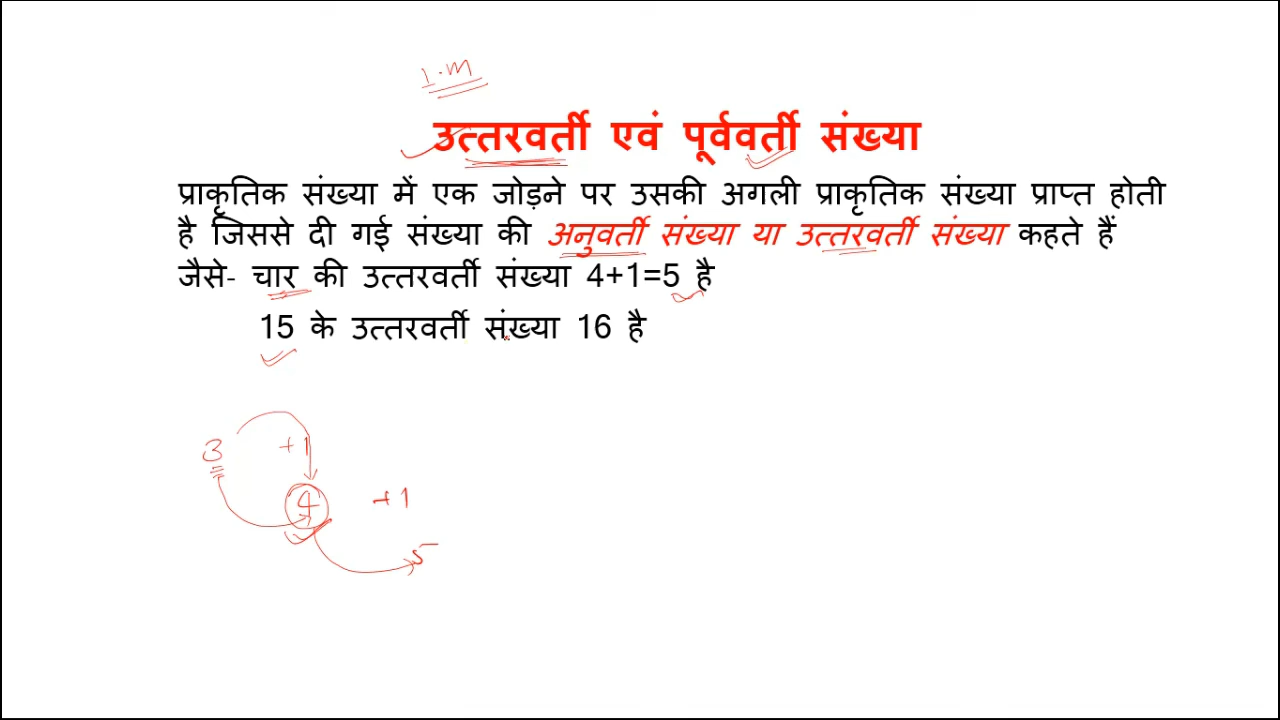 I.M
उत्तरवर्ती एवं पूर्ववर्ती संख्या
प्राकृतिक संख्या में एक जोड़ने पर उसकी अगली प्राकृतिक संख्या प्राप्त होती
है जिससे दी गई संख्या की अनुवर्ती संख्या या उत्तरवर्ती संख्या कहते हैं
जैसे- चार की उत्तरवर्ती संख्या 4+1=5 है
15 के उत्तरवर्ती संख्या 16 है
3 +1
4 +1
5